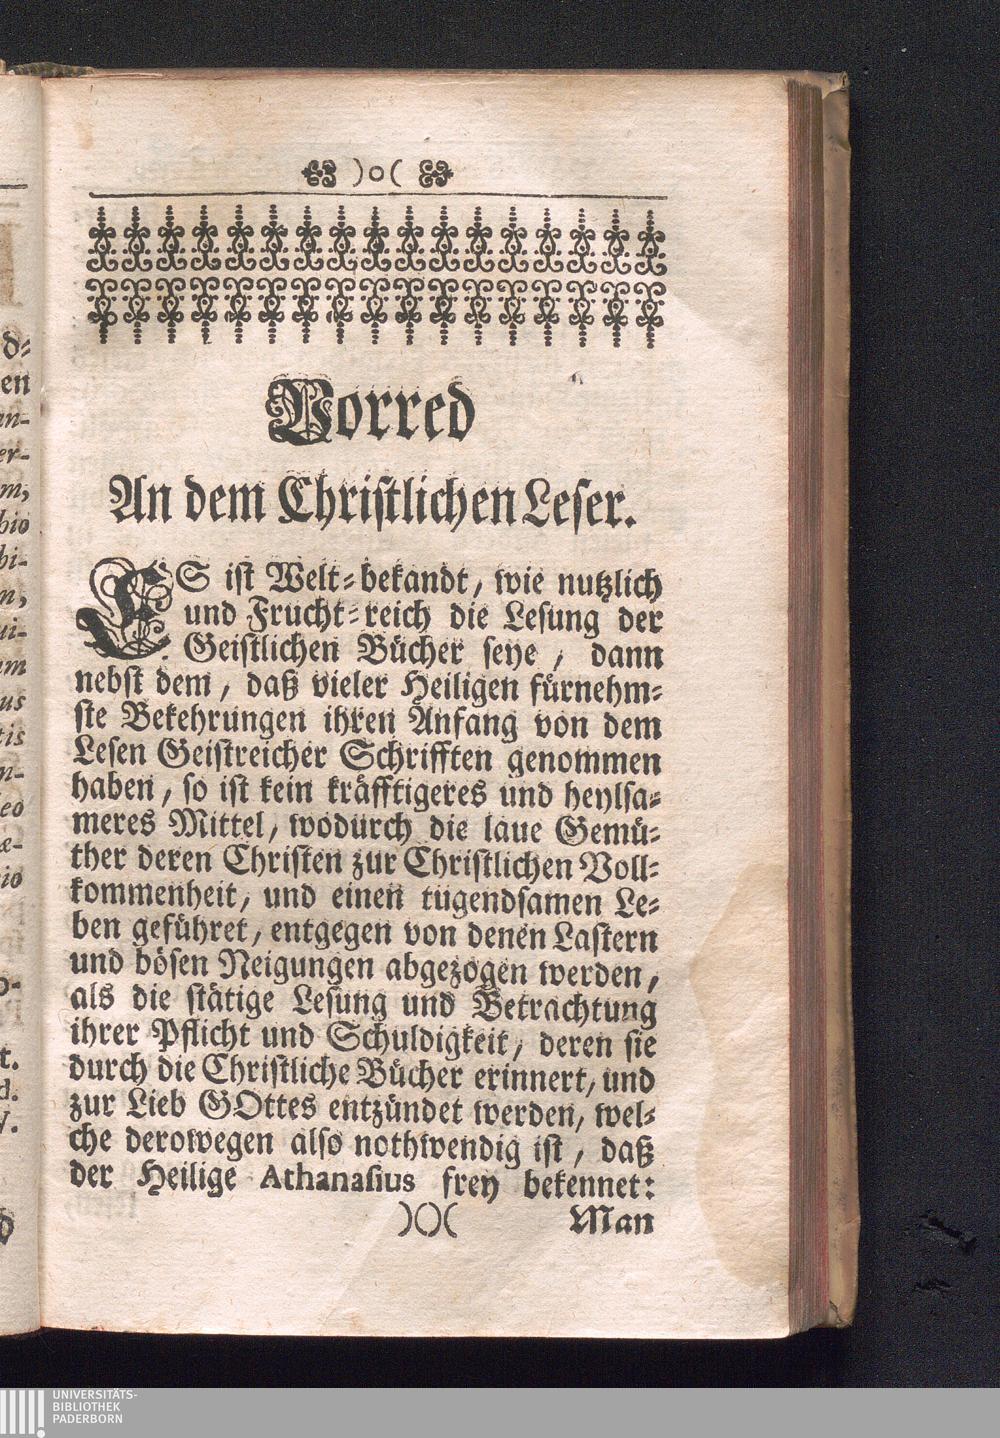 )o(
Vorred
An dem Christlichen Leser.
ES ist Welt-bekandt, wie nutzlich
und Frucht-reich die Lesung der
Geistlichen Bücher seye, dann
nebst dem, daß vieler Heiligen fürnehm-
ste Bekehrungen ihren Anfang von dem
Lesen Geistreicher Schrifften genommen
haben, so ist kein kräfftigeres und heylsa-
meres Mittel, wodurch die laue Gemü-
ther deren Christen zur Christlichen Voll-
kommenheit, und einen tugendsamen Le-
ben geführet, entgegen von denen Lastern
und bösen Neigungen abgezogen werden,
als die stätige Lesung und Betrachtung
ihrer Pflicht und Schuldigkeit, deren sie
durch die Christliche Bücher erinnert, und
zur Lieb GOttes entzündet werden, wel-
che derowegen also nothwendig ist, daß
der Heilige Athanasius frey bekennet:
)()( Man
UNIVERSITÄTS-
BIBLIOTHEK
PADERBORN